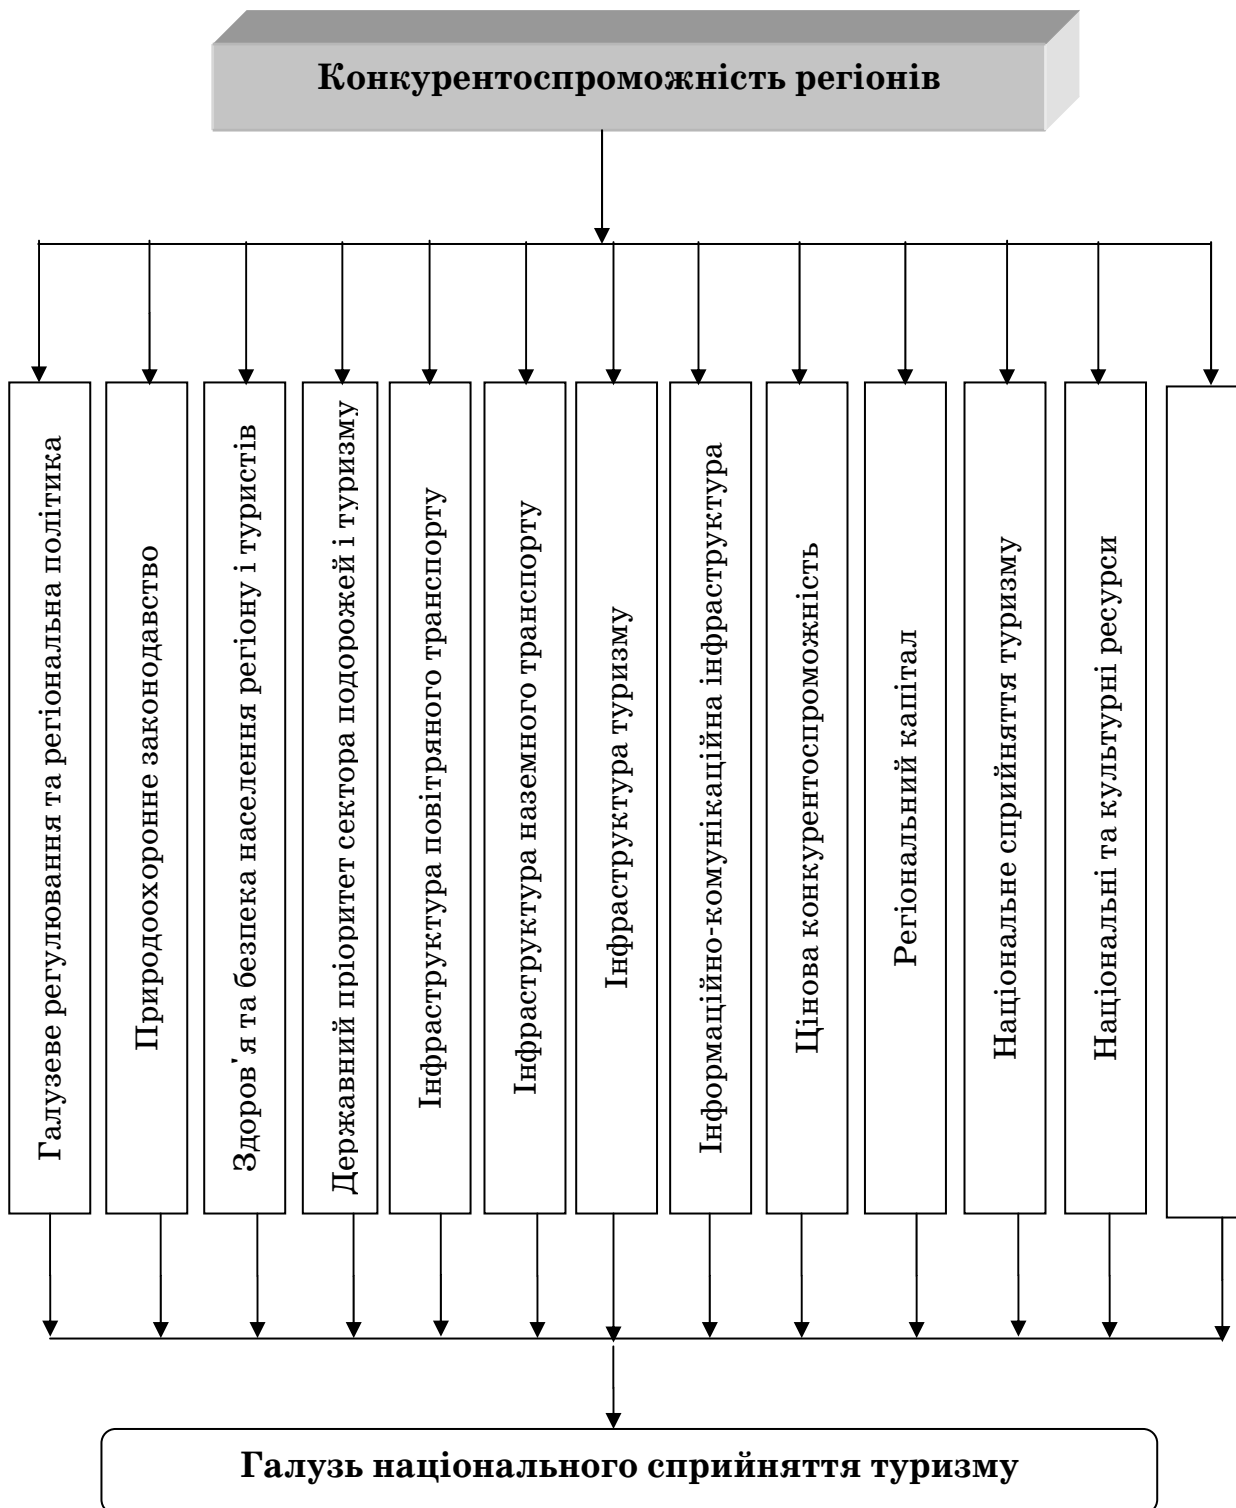 Конкурентоспроможність регіонів
Галузеве регулювання та регіональна політика
Природоохоронне законодавство
Здоров'я та безпека населення регіону і туристів
Державний пріоритет сектора подорожей і туризму
Інфраструктура повітряного транспорту
Інфраструктура наземного транспорту
Інфраструктура туризму
Інформаційно-комунікаційна інфраструктура
Цінова конкурентоспроможність
Регіональний капітал
Національне сприйняття туризму
Національні та культурні ресурси
Галузь національного сприйняття туризму